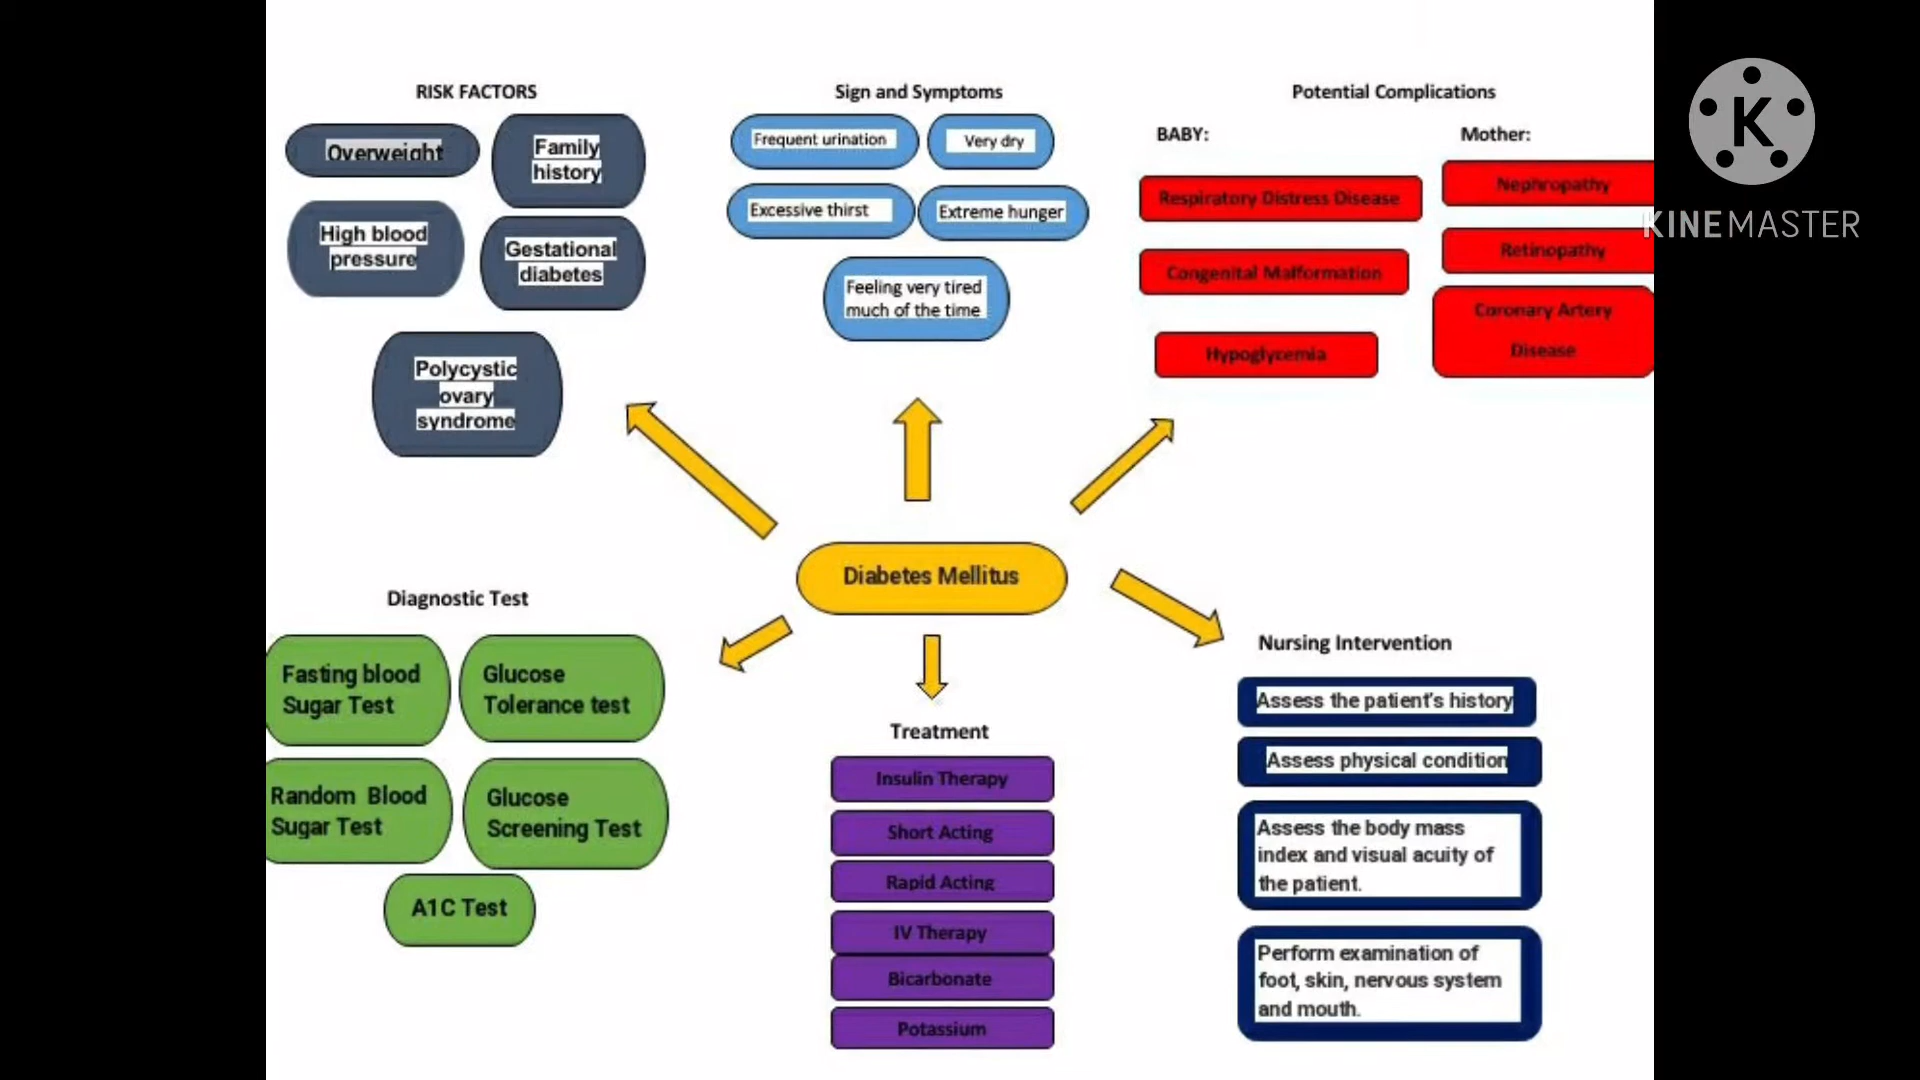 RISK FACTORS
Overweight
Family
history
High blood
pressure
Gestational
diabetes
Polycystic
ovary
syndrome
Sign and Symptoms
Frequent urination
Very dry
Excessive thirst
Extreme hunger
Feeling very tired
much of the time
Potential Complications
BABY:
Respiratory Distress Disease
Congenital Malformation
Hypoglycemia
Mother:
Nephropathy
Retinopathy
Coronary Artery
Disease
K
KINEMASTER
Diabetes Mellitus
Diagnostic Test
Fasting blood
Sugar Test
Glucose
Tolerance test
Random Blood
Sugar Test
Glucose
Screening Test
A1C Test
Treatment
Insulin Therapy
Short Acting
Rapid Acting
IV Therapy
Bicarbonate
Potassium
Nursing Intervention
Assess the patient's history
Assess physical condition
Assess the body mass
index and visual acuity of
the patient.
Perform examination of
foot, skin, nervous system
and mouth.